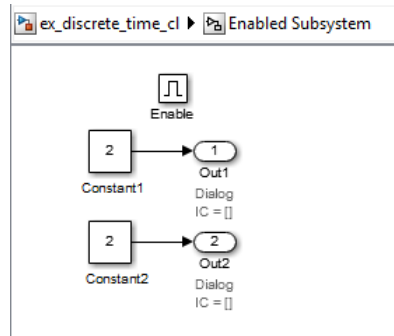 ex_discrete_time_cl Enabled Subsystem
Enable
2
1
Constant1
Out1
Dialog
IC = []
2
2
Constant2
Out2
Dialog
IC = []